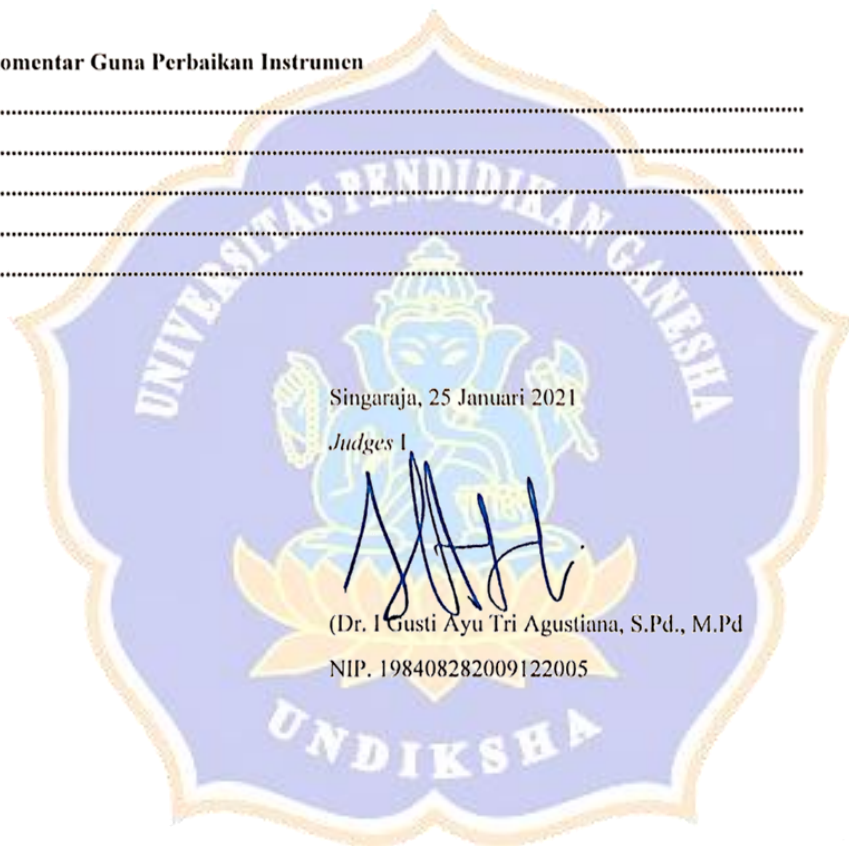 omentar Guna Perbaikan Instrumen
................................................................................
................................................................................
................................................................................
................................................................................
................................................................................
UNIVERSITAS PENDIDIKAN GANESHA
Singaraja, 25 Januari 2021
Judges I
(Dr. I Gusti Ayu Tri Agustiana, S.Pd., M.Pd
NIP. 198408282009122005
UNDIKSHA